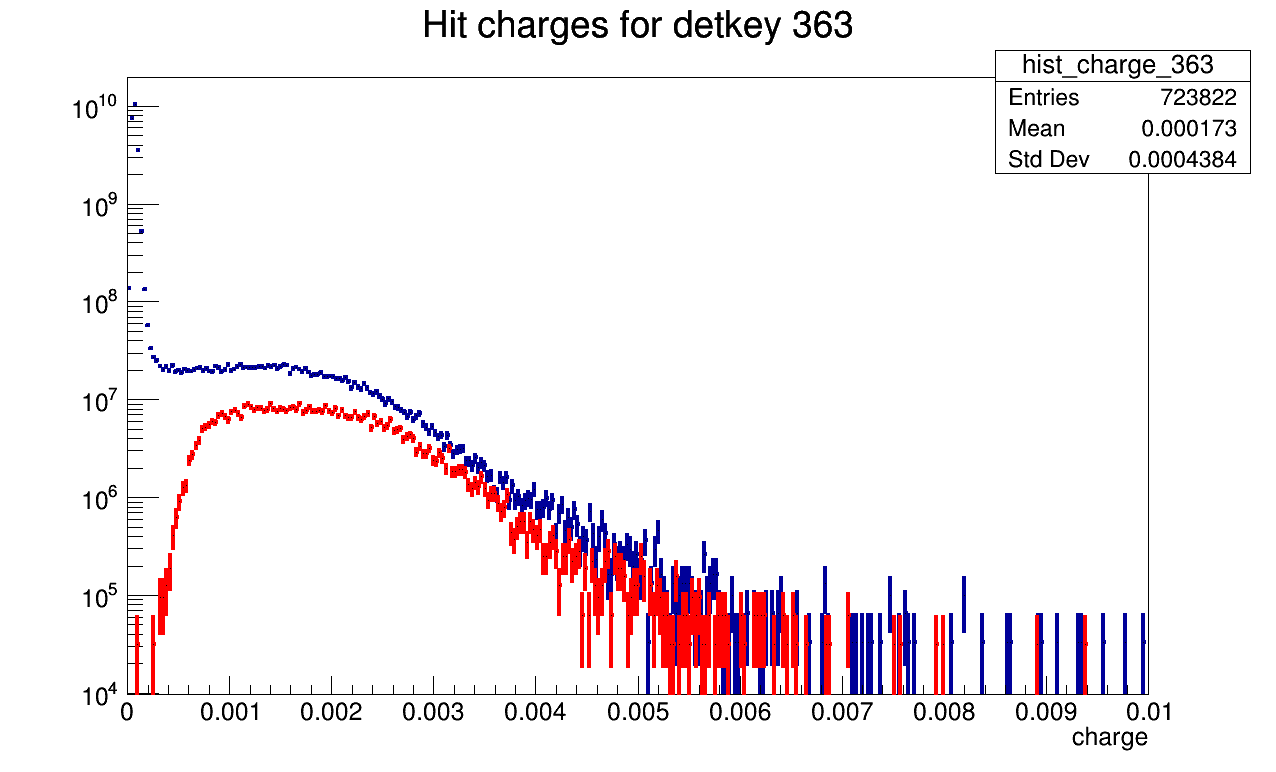 Hit charges for detkey 363
hist_charge_363
Entries 723822
Mean 0.000173
Std Dev 0.0004384
10^10
10^9
10^8
10^7
10^6
10^5
10^4
0 0.001 0.002 0.003 0.004 0.005 0.006 0.007 0.008 0.009 0.01
charge